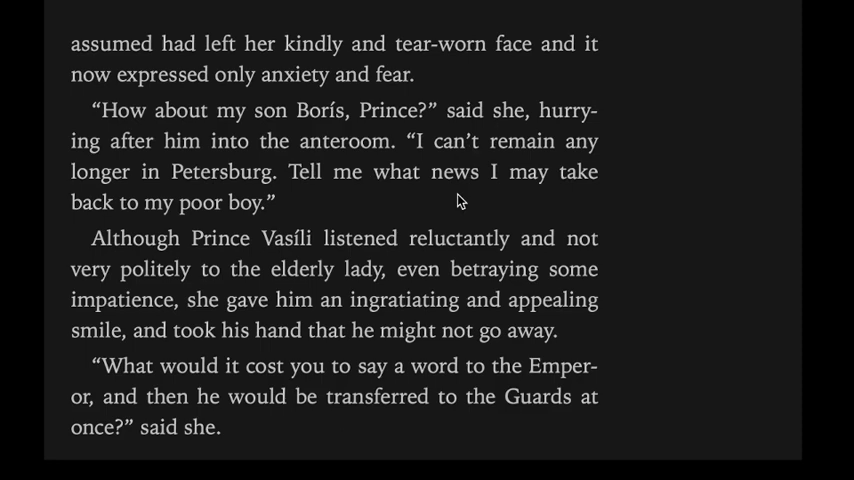 assumed had left her kindly and tear-worn face and it
now expressed only anxiety and fear.
“How about my son Borís, Prince?” said she, hurry-
ing after him into the anteroom. “I can’t remain any
longer in Petersburg. Tell me what news I may take
back to my poor boy.”
Although Prince Vasíli listened reluctantly and not
very politely to the elderly lady, even betraying some
impatience, she gave him an ingratiating and appealing
smile, and took his hand that he might not go away.
“What would it cost you to say a word to the Emper-
or, and then he would be transferred to the Guards at
once?” said she.